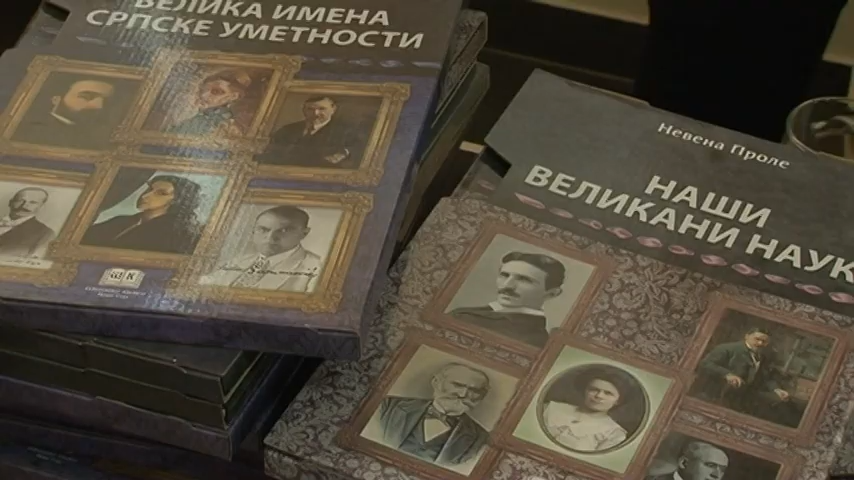 ВЕЛИКА ИМЕНА
СРПСКЕ УМЕТНОСТИ
Невена Проле
НАШИ
ВЕЛИКАНИ НАУК